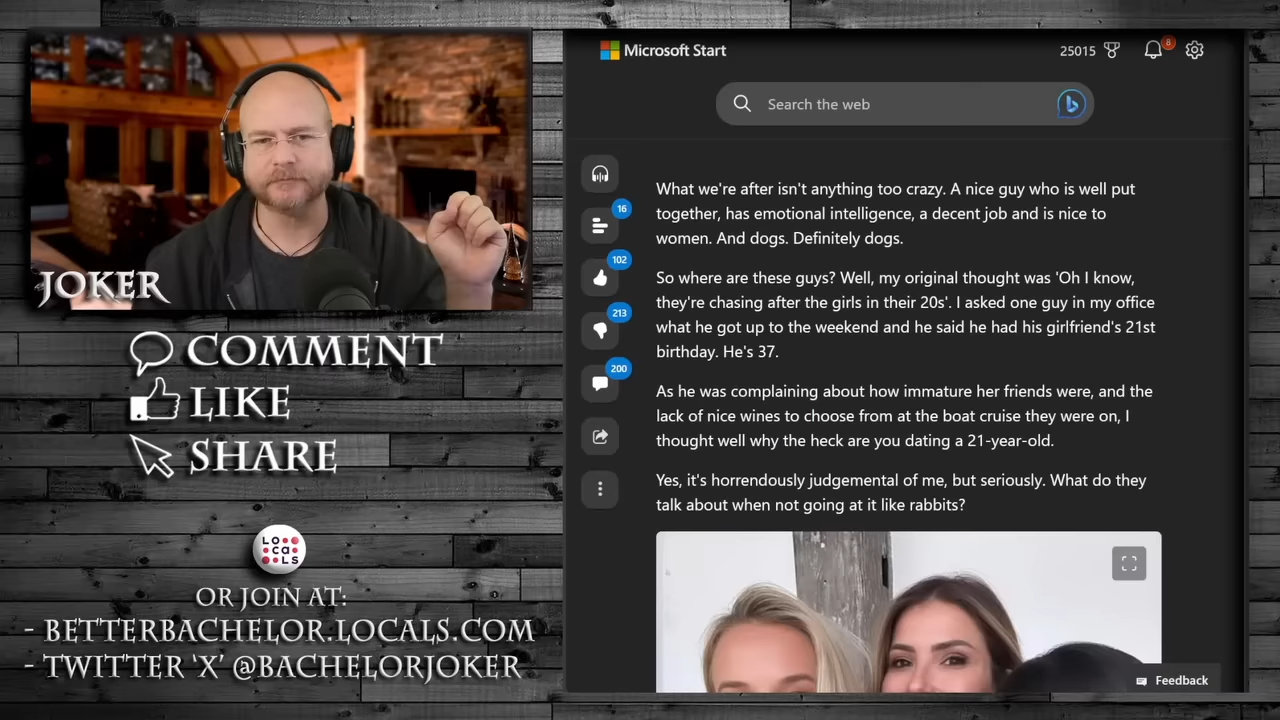 JOKER
COMMENT
LIKE
SHARE
LOCALS
OR JOIN AT:
- BETTERBACHELOR.LOCALS.COM
- TWITTER 'X' @BACHELORJOKER
Microsoft Start
25015
8
Search the web
16
102
213
200
What we're after isn't anything too crazy. A nice guy who is well put
together, has emotional intelligence, a decent job and is nice to
women. And dogs. Definitely dogs.
So where are these guys? Well, my original thought was 'Oh I know,
they're chasing after the girls in their 20s'. I asked one guy in my office
what he got up to the weekend and he said he had his girlfriend's 21st
birthday. He's 37.
As he was complaining about how immature her friends were, and the
lack of nice wines to choose from at the boat cruise they were on, I
thought well why the heck are you dating a 21-year-old.
Yes, it's horrendously judgemental of me, but seriously. What do they
talk about when not going at it like rabbits?
Feedback